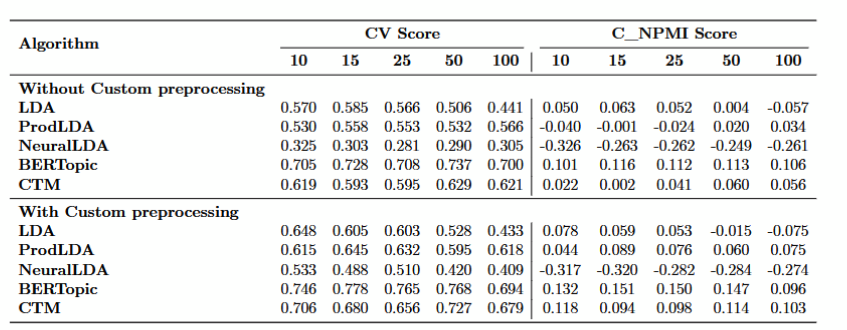 Algorithm CV Score C_NPMI Score
10 15 25 50 100 10 15 25 50 100
Without Custom preprocessing
LDA 0.570 0.585 0.566 0.506 0.441 0.050 0.063 0.052 0.004 -0.057
ProdLDA 0.530 0.558 0.553 0.532 0.566 -0.040 -0.001 -0.024 0.020 0.034
NeuralLDA 0.325 0.303 0.281 0.290 0.305 -0.326 -0.263 -0.262 -0.249 -0.261
BERTopic 0.705 0.728 0.708 0.737 0.700 0.101 0.116 0.112 0.113 0.106
CTM 0.619 0.593 0.595 0.629 0.621 0.022 0.002 0.041 0.060 0.056
With Custom preprocessing
LDA 0.648 0.605 0.603 0.528 0.433 0.078 0.059 0.053 -0.015 -0.075
ProdLDA 0.615 0.645 0.632 0.595 0.618 0.044 0.089 0.076 0.060 0.075
NeuralLDA 0.533 0.488 0.510 0.420 0.409 -0.317 -0.320 -0.282 -0.284 -0.274
BERTopic 0.746 0.778 0.765 0.768 0.694 0.132 0.151 0.150 0.147 0.096
CTM 0.706 0.680 0.656 0.727 0.679 0.118 0.094 0.098 0.114 0.103